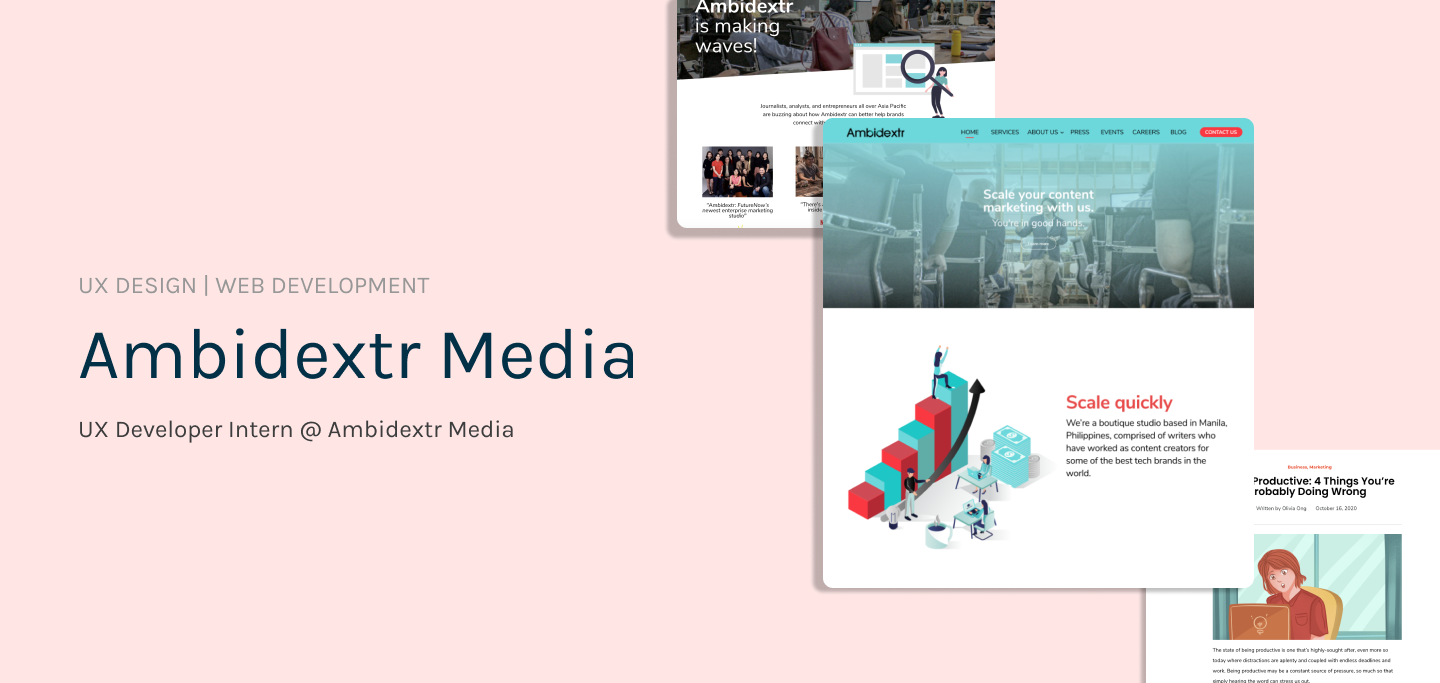 UX DESIGN | WEB DEVELOPMENT
Ambidextr Media
UX Developer Intern @ Ambidextr Media
Ambidextr
is making
waves!
Journalists, analysts, and entrepreneurs all over Asia Pacific
are buzzing about how Ambidextr can better help brands
connect with
"Ambidextr: FutureNow's
newest enterprise marketing
studio"
"There's
inside
Ambidextr
HOME SERVICES ABOUT US PRESS EVENTS CAREERS BLOG CONTACT US
Scale your content
marketing with us.
You're in good hands.
Scale quickly
We're a boutique studio based in Manila,
Philippines, comprised of writers who
have worked as content creators for
some of the best tech brands in the
world.
Business, Marketing
Productive: 4 Things You're
robably Doing Wrong
Written by Olivia Ong October 16, 2020
The state of being productive is one that's highly-sought after, even more so
today where distractions are aplenty and coupled with endless deadlines and
work. Being productive may be a constant source of pressure, so much so that
simply hearing the word can stress us out.